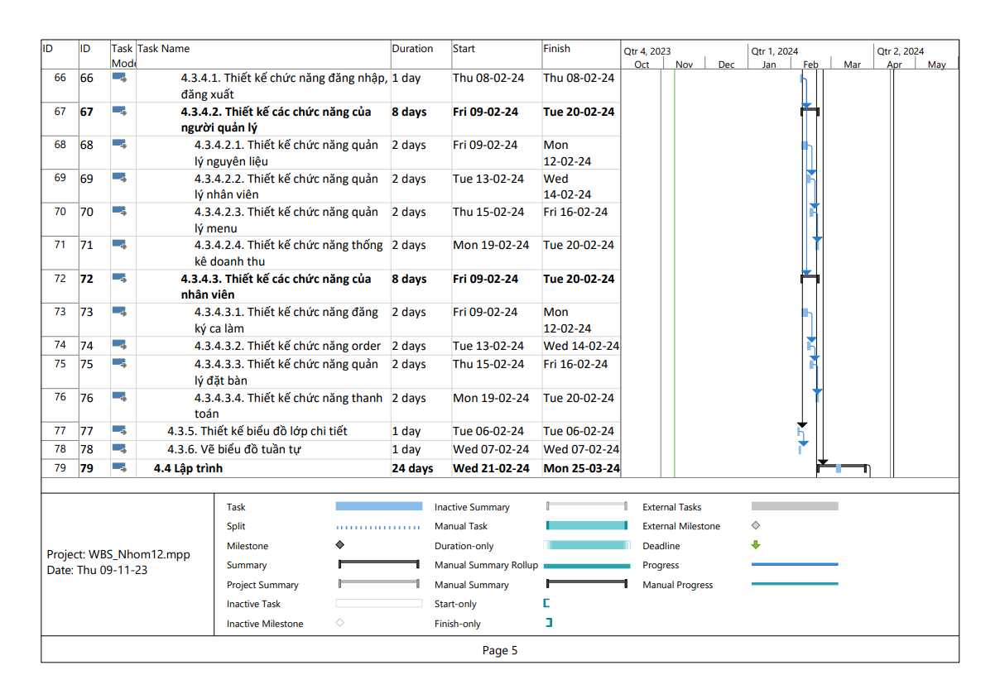 ID ID Task Mode Task Name Duration Start Finish Qtr 4, 2023 Qtr 1, 2024 Qtr 2, 2024
Oct Nov Dec Jan Feb Mar Apr May
66 66 4.3.4.1. Thiết kế chức năng đăng nhập, 1 day Thu 08-02-24 Thu 08-02-24
đăng xuất
67 67 4.3.4.2. Thiết kế các chức năng của 8 days Fri 09-02-24 Tue 20-02-24
người quản lý
68 68 4.3.4.2.1. Thiết kế chức năng quản 2 days Fri 09-02-24 Mon
lý nguyên liệu 12-02-24
69 69 4.3.4.2.2. Thiết kế chức năng quản 2 days Tue 13-02-24 Wed
lý nhân viên 14-02-24
70 70 4.3.4.2.3. Thiết kế chức năng quản 2 days Thu 15-02-24 Fri 16-02-24
lý menu
71 71 4.3.4.2.4. Thiết kế chức năng thống 2 days Mon 19-02-24 Tue 20-02-24
kê doanh thu
72 72 4.3.4.3. Thiết kế các chức năng của 8 days Fri 09-02-24 Tue 20-02-24
nhân viên
73 73 4.3.4.3.1. Thiết kế chức năng đăng 2 days Fri 09-02-24 Mon
ký ca làm 12-02-24
74 74 4.3.4.3.2. Thiết kế chức năng order 2 days Tue 13-02-24 Wed 14-02-24
75 75 4.3.4.3.3. Thiết kế chức năng quản 2 days Thu 15-02-24 Fri 16-02-24
lý đặt bàn
76 76 4.3.4.3.4. Thiết kế chức năng thanh 2 days Mon 19-02-24 Tue 20-02-24
toán
77 77 4.3.5. Thiết kế biểu đồ lớp chi tiết 1 day Tue 06-02-24 Tue 06-02-24
78 78 4.3.6. Vẽ biểu đồ tuần tự 1 day Wed 07-02-24 Wed 07-02-24
79 79 4.4 Lập trình 24 days Wed 21-02-24 Mon 25-03-24
Project: WBS_Nhom12.mpp
Date: Thu 09-11-23
Task
Split
Milestone
Summary
Project Summary
Inactive Task
Inactive Milestone
Inactive Summary
Manual Task
Duration-only
Manual Summary Rollup
Manual Summary
Start-only
Finish-only
External Tasks
External Milestone
Deadline
Progress
Manual Progress
Page 5